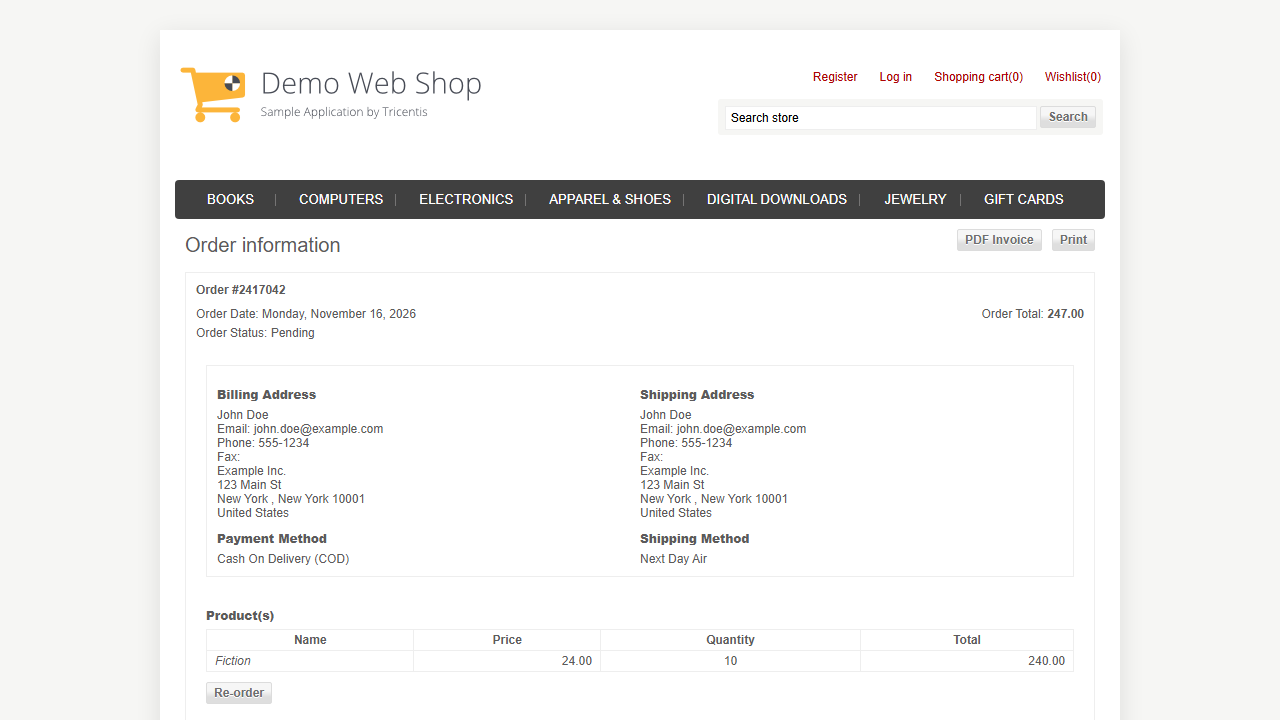 Demo Web Shop
Sample Application by Tricentis
Register Log in Shopping cart(0) Wishlist(0)
Search store Search
BOOKS COMPUTERS ELECTRONICS APPAREL & SHOES DIGITAL DOWNLOADS JEWELRY GIFT CARDS
Order information
PDF Invoice Print
Order #2417042
Order Date: Monday, November 16, 2026
Order Total: 247.00
Order Status: Pending
Billing Address
John Doe
Email: john.doe@example.com
Phone: 555-1234
Fax:
Example Inc.
123 Main St
New York , New York 10001
United States
Payment Method
Cash On Delivery (COD)
Shipping Address
John Doe
Email: john.doe@example.com
Phone: 555-1234
Fax:
Example Inc.
123 Main St
New York , New York 10001
United States
Shipping Method
Next Day Air
Product(s)
Name Price Quantity Total
Fiction 24.00 10 240.00
Re-order